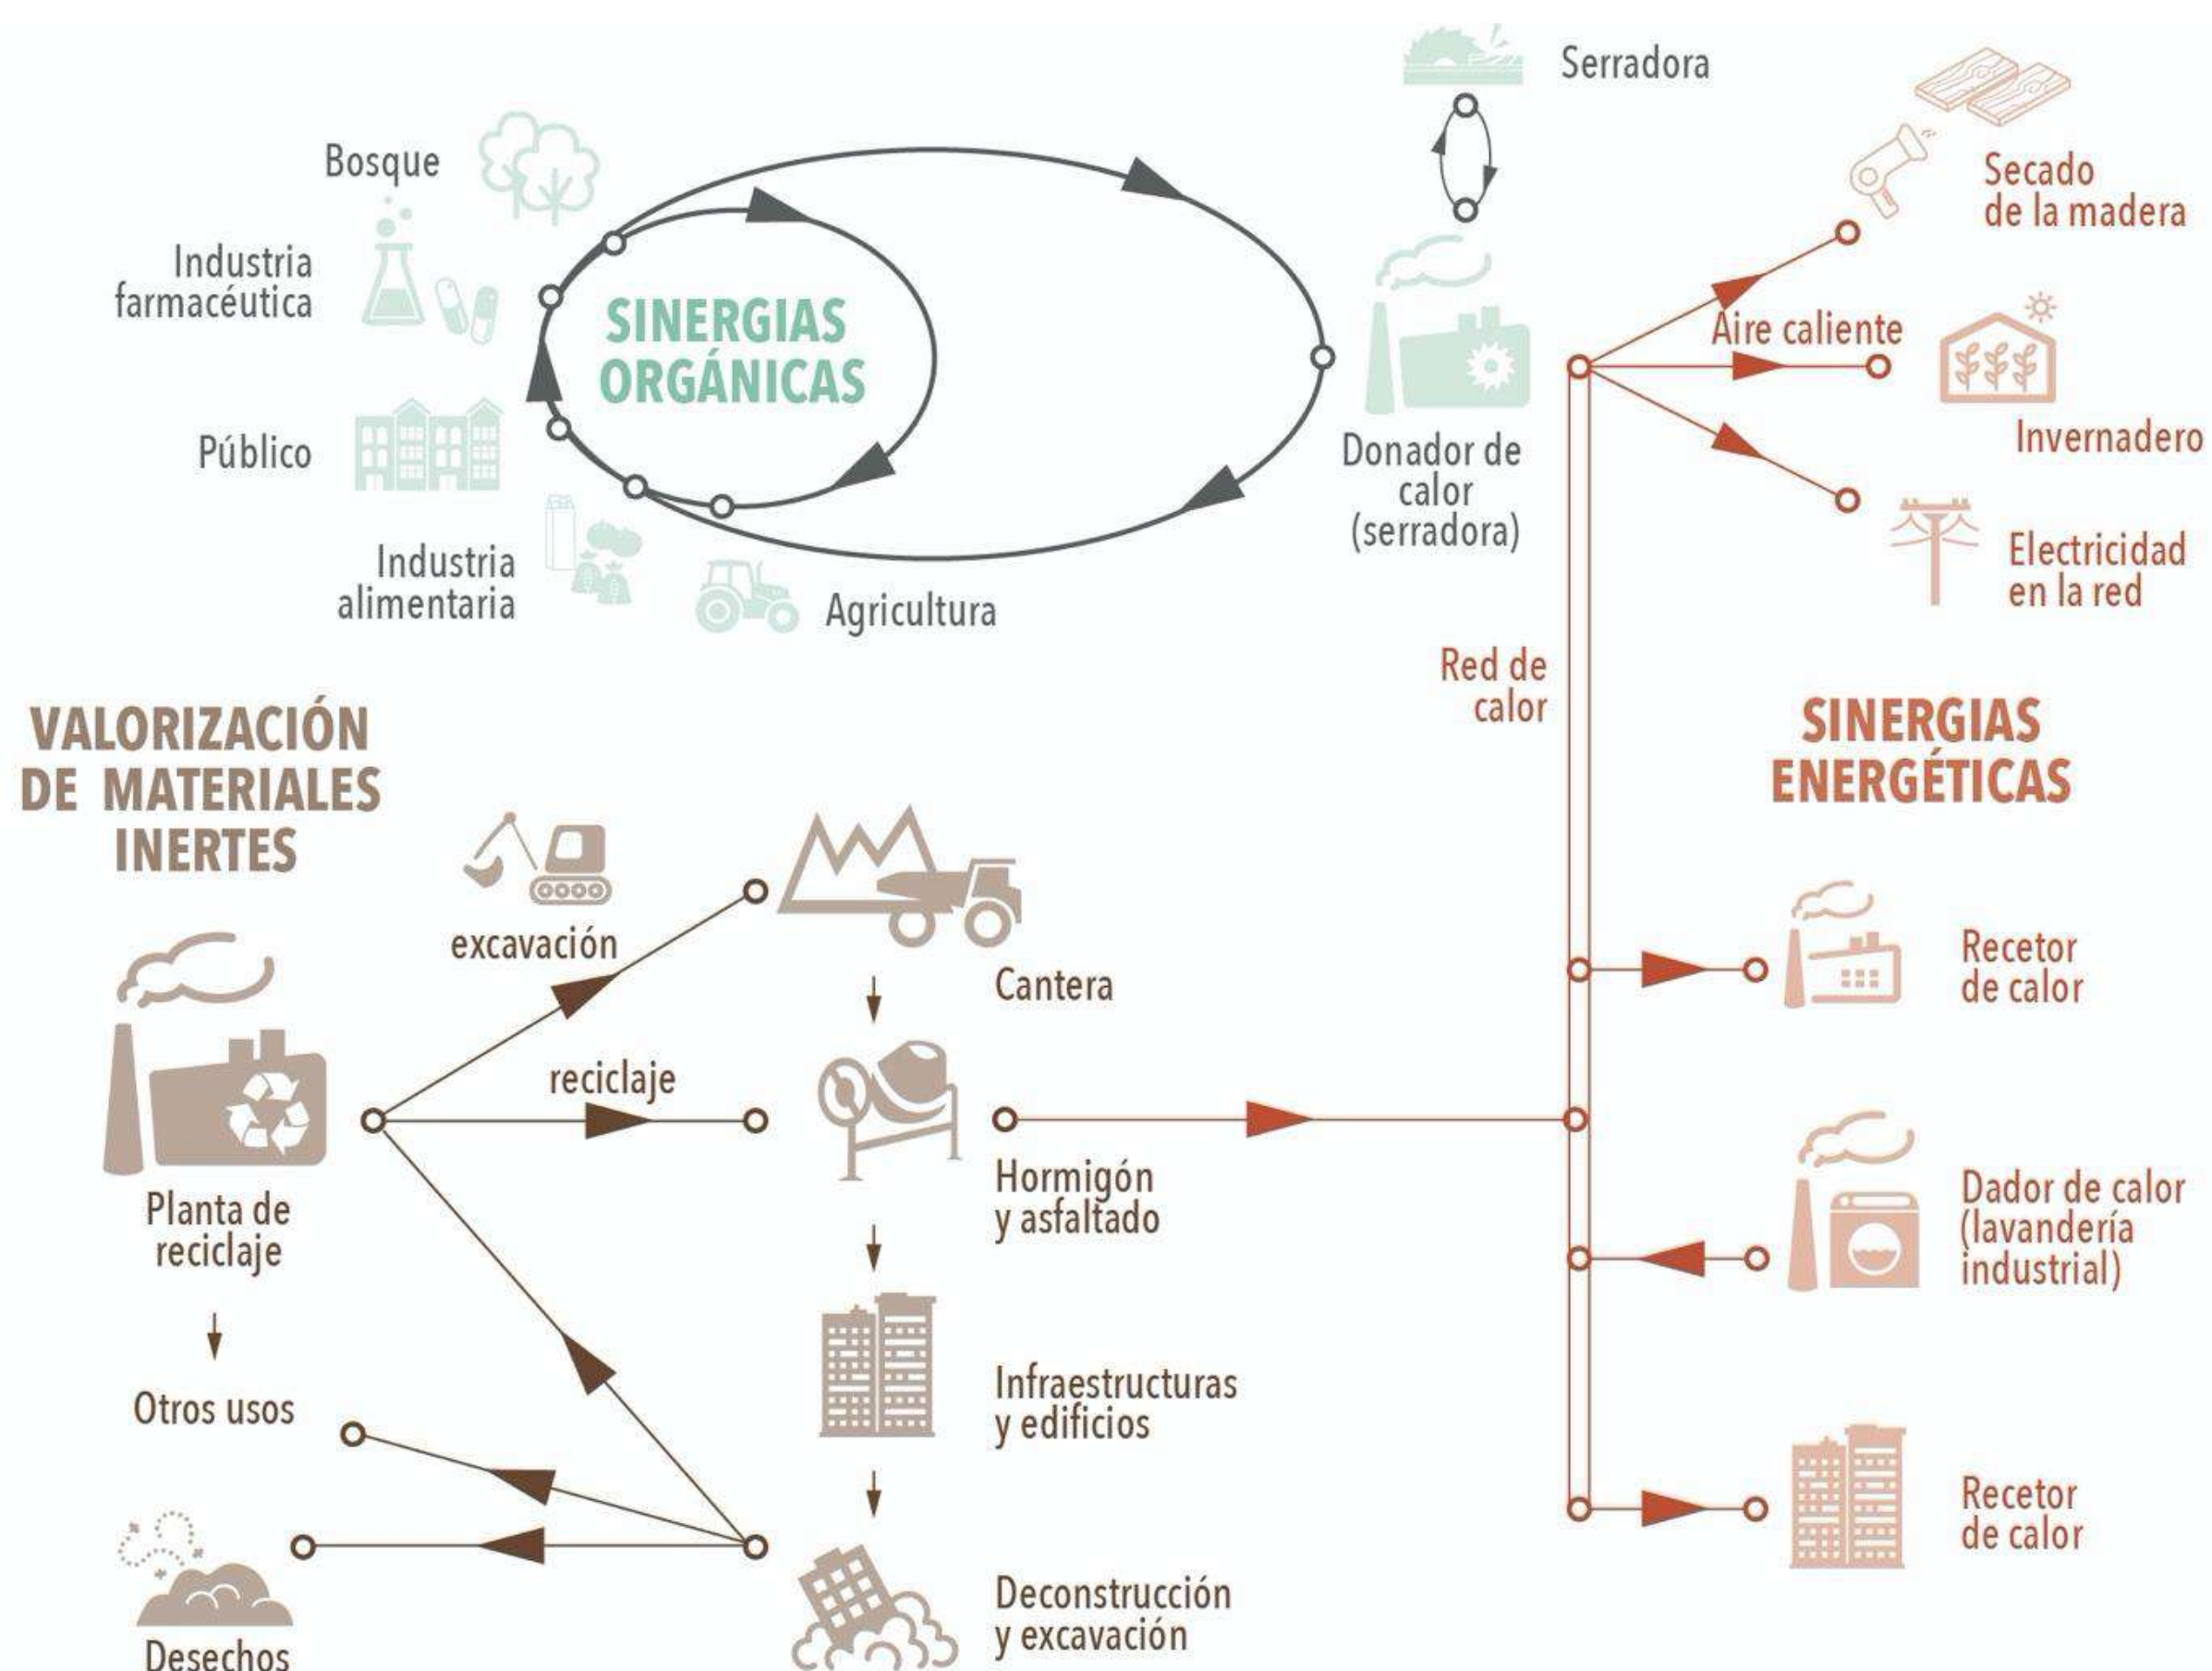 Serradora
Bosque
Industria
farmacéutica
Público
Industria
alimentaria
Agricultura
SINERGIAS
ORGÁNICAS
Donador de
calor
(serradora)
Secado
de la madera
Aire caliente
Invernadero
Electricidad
en la red
Red de
calor
SINERGIAS
ENERGÉTICAS
Recetor
de calor
Dador de calor
(lavandería
industrial)
Recetor
de calor
VALORIZACIÓN
DE MATERIALES
INERTES
excavación
Cantera
reciclaje
Planta de
reciclaje
Hormigón
y asfaltado
Otros usos
Infraestructuras
y edificios
Desechos
Deconstrucción
y excavación